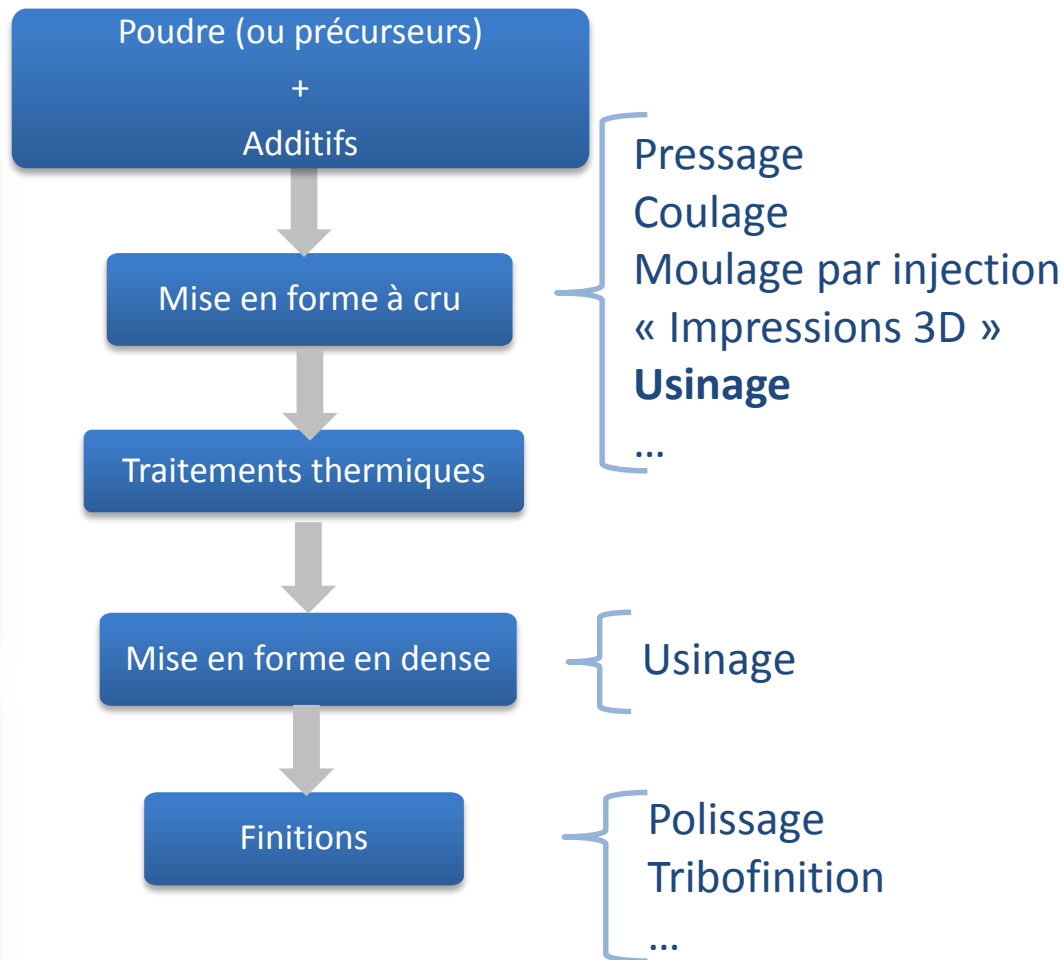 Poudre (ou précurseurs)
+
Additifs
Mise en forme à cru
Pressage
Coulage
Moulage par injection
« Impressions 3D »
Usinage
...
Traitements thermiques
Mise en forme en dense
Usinage
Finitions
Polissage
Tribofinition
...